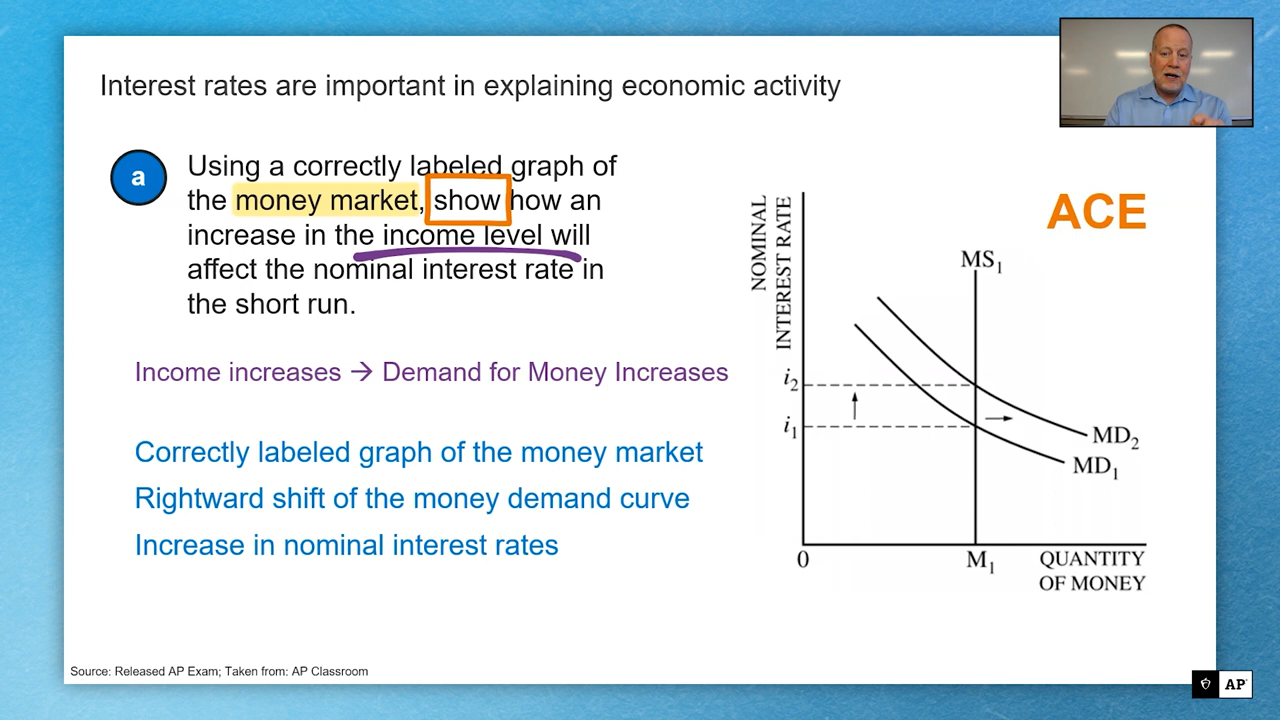 Interest rates are important in explaining economic activity
a
Using a correctly labeled graph of
the money market, show how an
increase in the income level will
affect the nominal interest rate in
the short run.
Income increases → Demand for Money Increases
Correctly labeled graph of the money market
Rightward shift of the money demand curve
Increase in nominal interest rates
ACE
NOMINAL
INTEREST RATE
MS1
i2
i1
MD2
MD1
0
M1
QUANTITY
OF MONEY
Source: Released AP Exam; Taken from: AP Classroom
AP